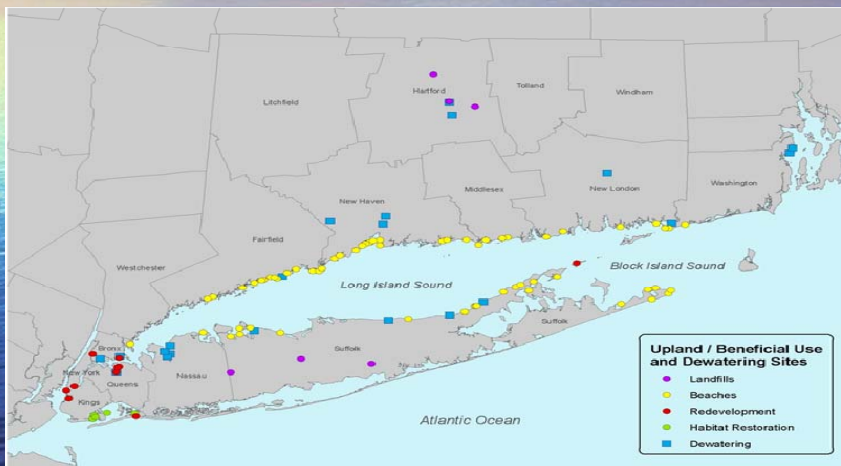 Hartford
Tolland
Windham
Litchfield
Middlesex
New London
Washington
New Haven
Fairfield
Westchester
Block Island Sound
Long Island Sound
Suffolk
Bronx
Suffolk
New York
Queens
Nassau
Kings
Atlantic Ocean
Upland / Beneficial Use
and Dewatering Sites
Landfills
Beaches
Redevelopment
Habitat Restoration
Dewatering